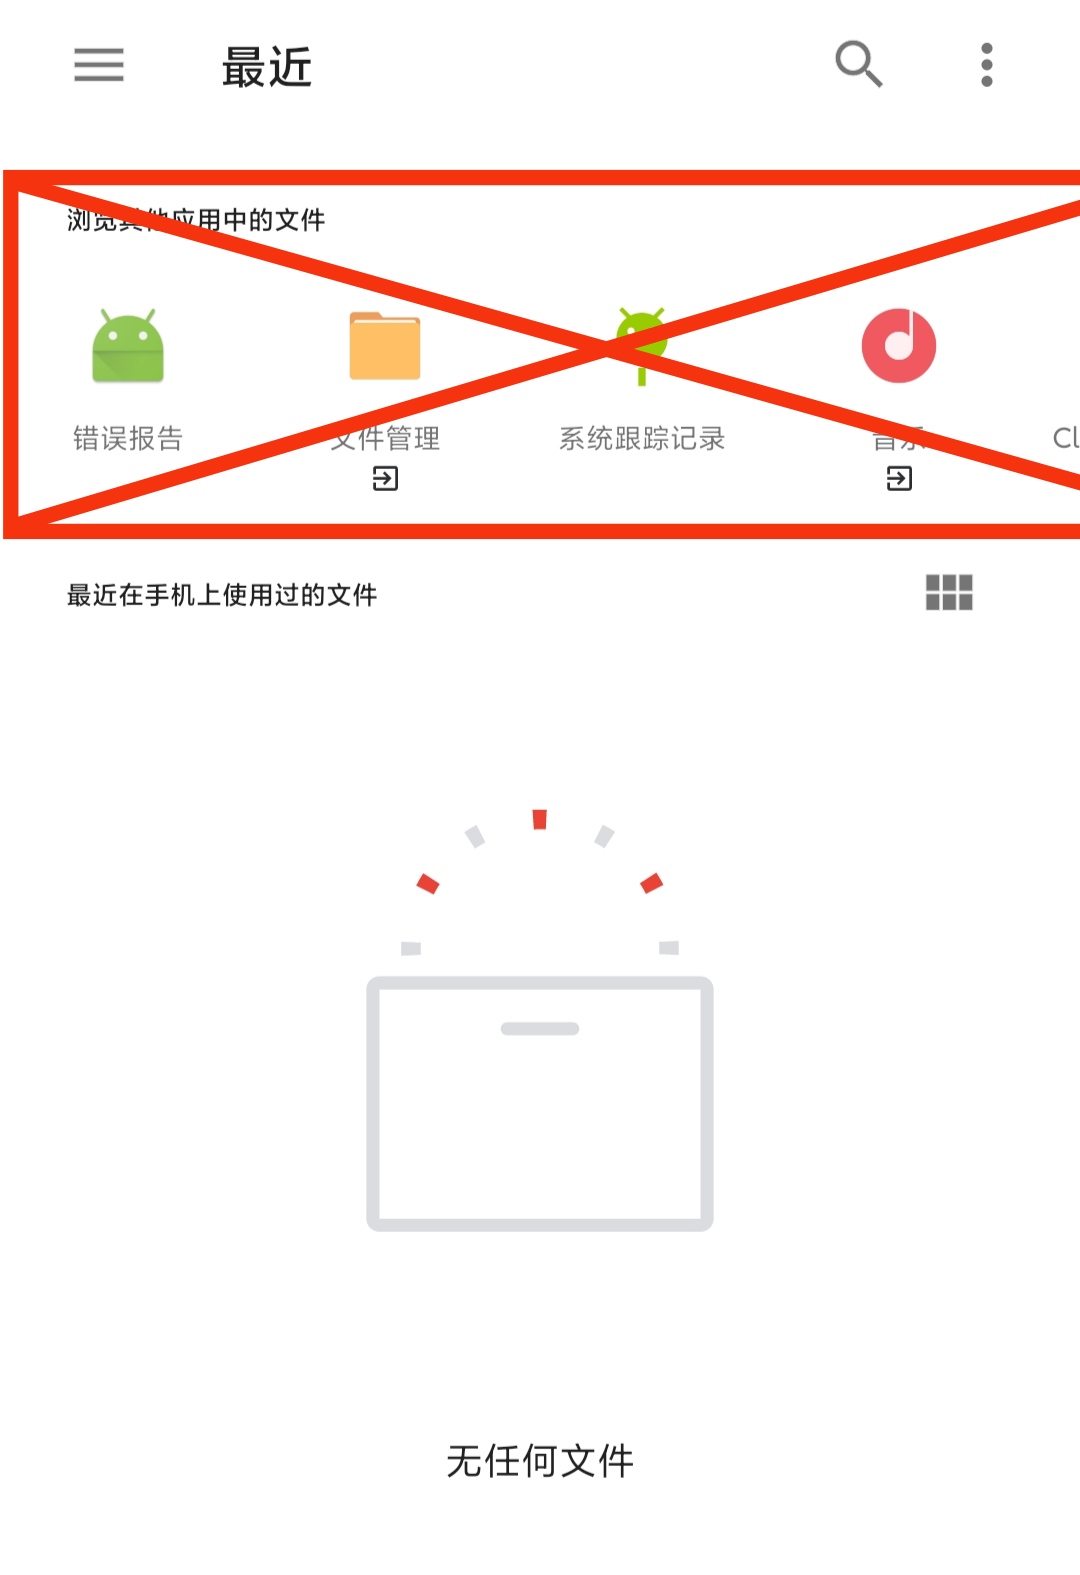 最近
浏览其他应用中的文件
错误报告
文件管理
系统跟踪记录
音乐
Cl
最近在手机上使用过的文件
无任何文件